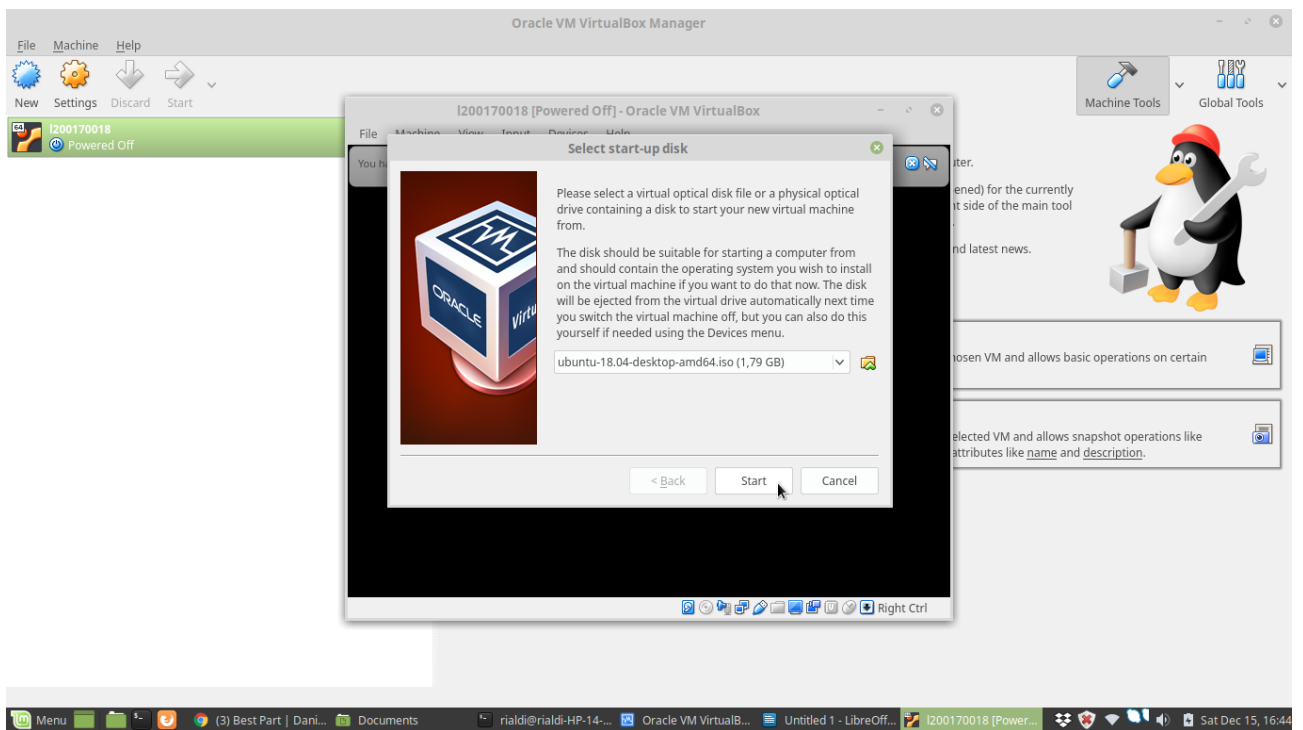 Oracle VM VirtualBox Manager
File Machine Help
New Settings Discard Start
Machine Tools Global Tools
64
l200170018
Powered Off
l200170018 [Powered Off] - Oracle VM VirtualBox
File Machine View Input Devices Help
You ha
Select start-up disk
Please select a virtual optical disk file or a physical optical
drive containing a disk to start your new virtual machine
from.
The disk should be suitable for starting a computer from
and should contain the operating system you wish to install
on the virtual machine if you want to do that now. The disk
will be ejected from the virtual drive automatically next time
you switch the virtual machine off, but you can also do this
yourself if needed using the Devices menu.
ubuntu-18.04-desktop-amd64.iso (1,79 GB)
< Back Start Cancel
ORACLE
Virtu
uter.
ened) for the currently
nt side of the main tool
nd latest news.
hosen VM and allows basic operations on certain
elected VM and allows snapshot operations like
attributes like name and description.
Right Ctrl
Menu (3) Best Part | Dani... Documents rialdi@rialdi-HP-14-... Oracle VM VirtualB... Untitled 1 - LibreOff... l200170018 [Power... Sat Dec 15, 16:44